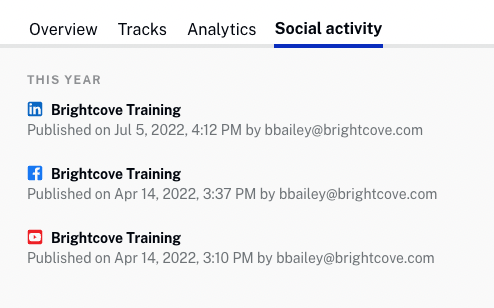 Overview Tracks Analytics Social activity
THIS YEAR
in Brightcove Training
Published on Jul 5, 2022, 4:12 PM by bbailey@brightcove.com
f Brightcove Training
Published on Apr 14, 2022, 3:37 PM by bbailey@brightcove.com
Brightcove Training
Published on Apr 14, 2022, 3:10 PM by bbailey@brightcove.com